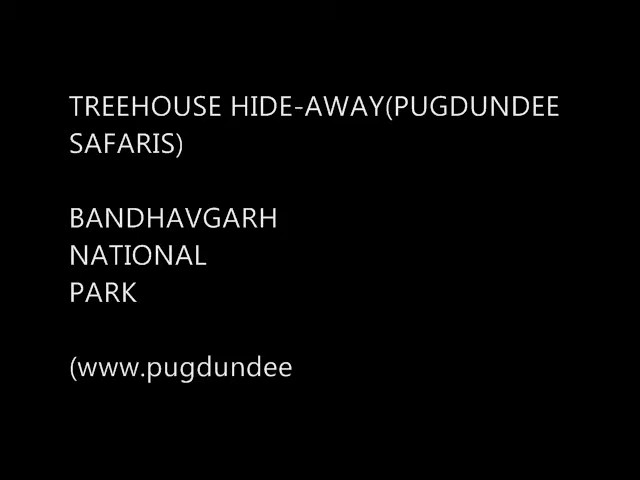 TREEHOUSE HIDE-AWAY(PUGDUNDEE
SAFARIS)
BANDHAVGARH
NATIONAL
PARK
(www.pugdundee